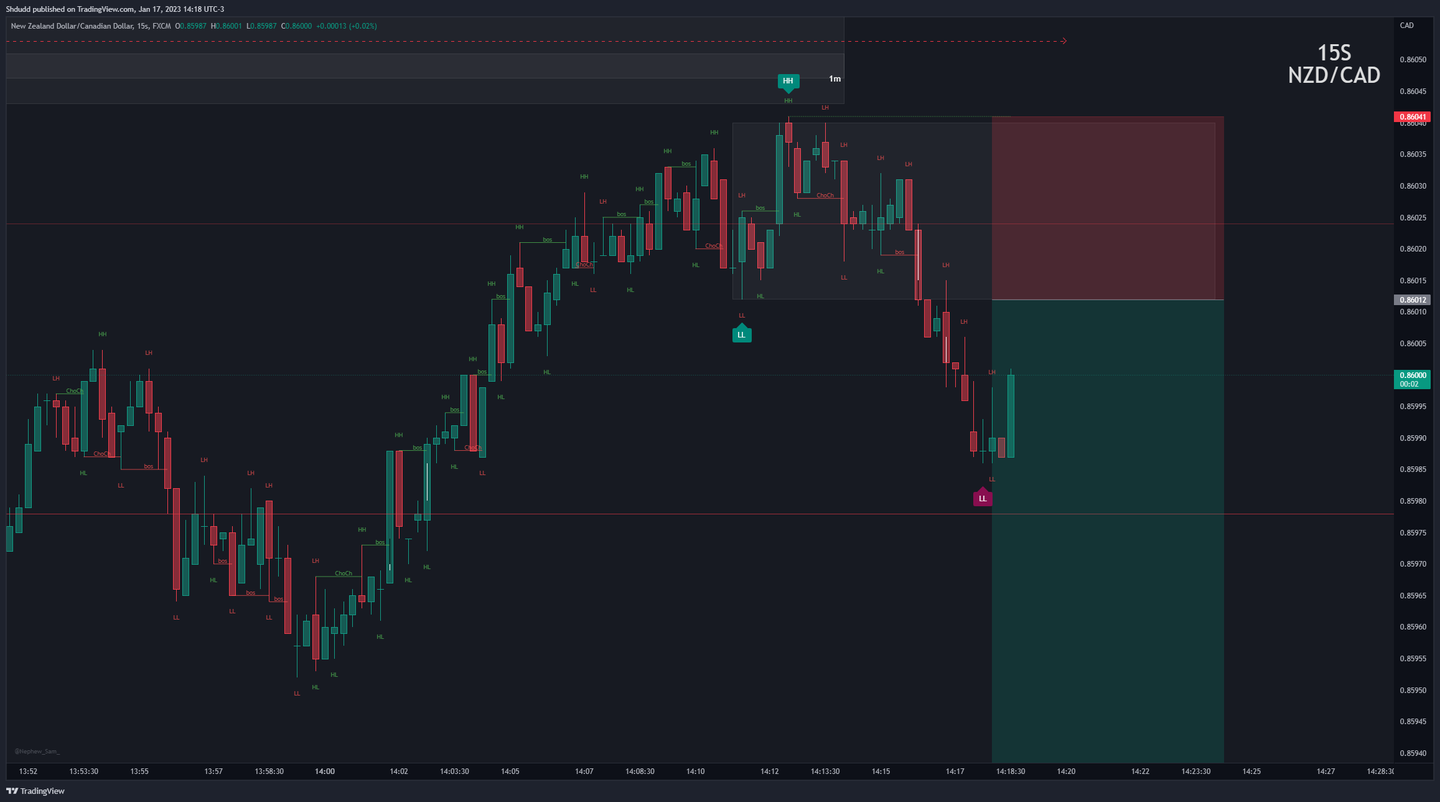 Shdudd published on TradingView.com, Jan 17, 2023 14:18 UTC-3
New Zealand Dollar/Canadian Dollar, 15s, FXCM O0.85987 H0.86001 L0.85987 C0.86000 +0.00013 (+0.02%)
CAD
15S
NZD/CAD
1m
HH
HH
LH
HH
LH
HH
LH
LH
bos
HH
HH
LH
LH
bos
bos
LH
bos
ChoCh
HL
HH
bos
ChoCh
bos
ChoCh
HL
LL
HL
HL
LL
HL
LH
HH
bos
HL
LL
LL
LH
HH
LH
HH
bos
HL
LH
LH
ChoCh
HH
bos
HL
bos
ChoCh
HL
LL
HH
bos
ChoCh
bos
HL
LL
LL
LL
LH
LH
LH
HH
bos
LH
bos
ChoCh
HL
bos
bos
HL
HL
LL
LL
LL
HL
HL
HL
LL
0.86050
0.86045
0.86041
0.86040
0.86035
0.86030
0.86025
0.86020
0.86015
0.86012
0.86010
0.86005
0.86000
00:02
0.85995
0.85990
0.85985
0.85980
0.85975
0.85970
0.85965
0.85960
0.85955
0.85950
0.85945
0.85940
@Nephew_Sam_
13:52 13:53:30 13:55 13:57 13:58:30 14:00 14:02 14:03:30 14:05 14:07 14:08:30 14:10 14:12 14:13:30 14:15 14:17 14:18:30 14:20 14:22 14:23:30 14:25 14:27 14:28:30
TradingView